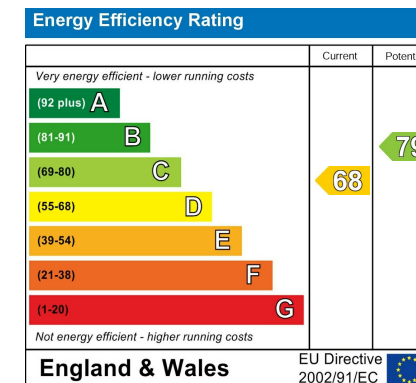 Energy Efficiency Rating
Current Potent
Very energy efficient - lower running costs
(92 plus) A
(81-91) B
79
(69-80) C
68
(55-68) D
(39-54) E
(21-38) F
(1-20) G
Not energy efficient - higher running costs
England & Wales
EU Directive
2002/91/EC